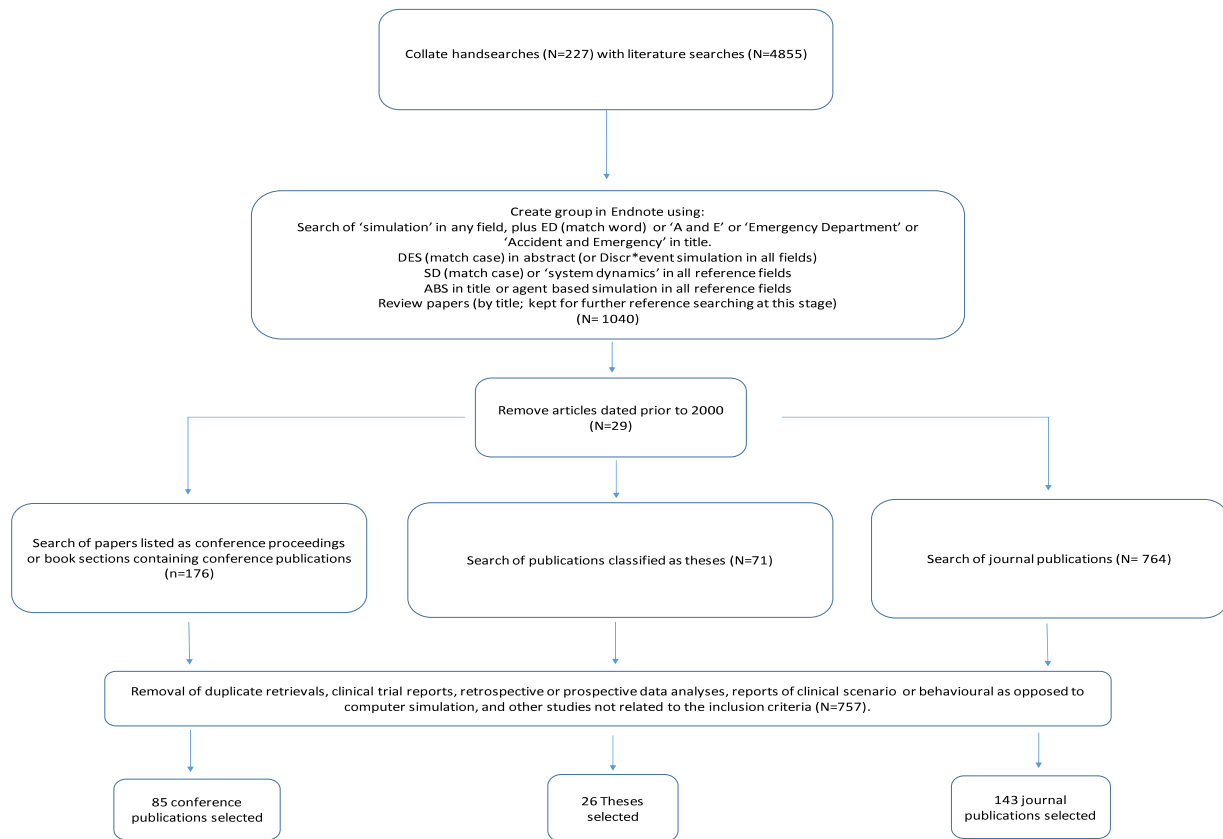 Collate handsearches (N=227) with literature searches (N=4855)
Create group in Endnote using:
Search of ‘simulation’ in any field, plus ED (match word) or ‘A and E’ or ‘Emergency Department’ or
‘Accident and Emergency’ in title.
DES (match case) in abstract (or Discr*event simulation in all fields)
SD (match case) or ‘system dynamics’ in all reference fields
ABS in title or agent based simulation in all reference fields
Review papers (by title; kept for further reference searching at this stage)
(N= 1040)
Remove articles dated prior to 2000
(N=29)
Search of papers listed as conference proceedings
or book sections containing conference publications
(n=176)
Search of publications classified as theses (N=71)
Search of journal publications (N= 764)
Removal of duplicate retrievals, clinical trial reports, retrospective or prospective data analyses, reports of clinical scenario or behavioural as opposed to
computer simulation, and other studies not related to the inclusion criteria (N=757).
85 conference
publications selected
26 Theses
selected
143 journal
publications selected